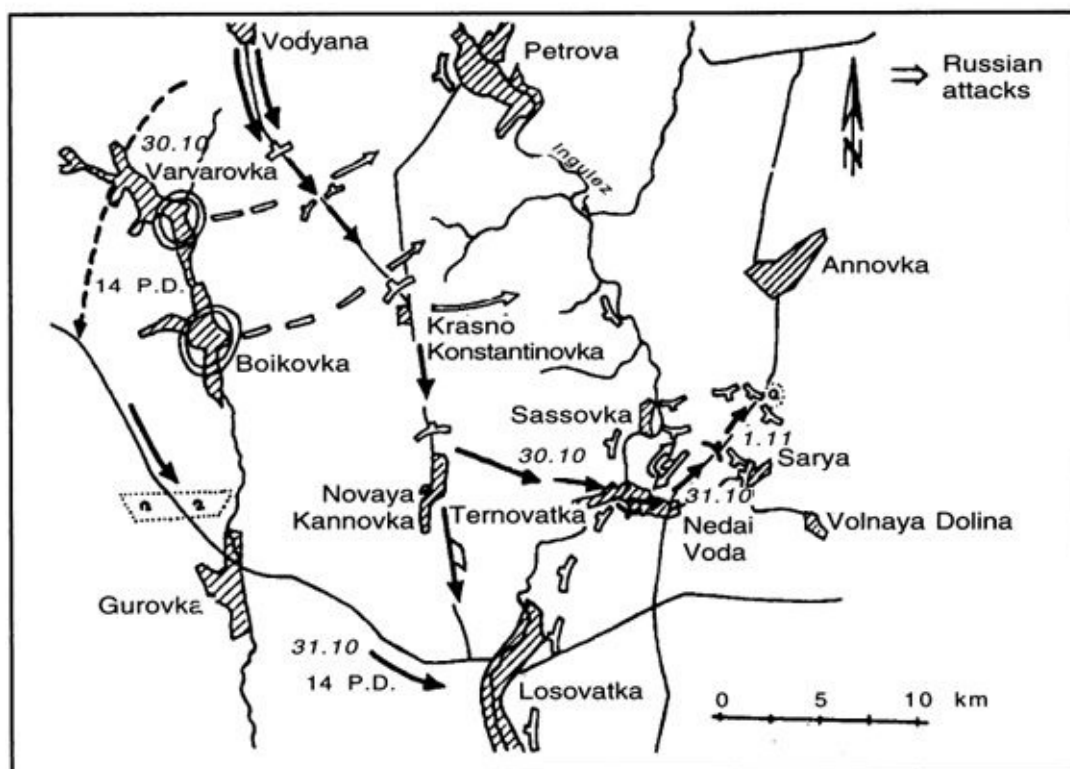 Vodyana
Petrova
Russian
attacks
N
30.10
Varvarovka
Ingulez
14 P.D.
Annovka
Krasno
Konstantinovka
Boikovka
Sassovka
1.11
30.10
Sarya
31.10
Novaya
Kannovka
Ternovatka
Nedai
Voda
Volnaya Dolina
Gurovka
31.10
14 P.D.
Losovatka
0 5 10 km